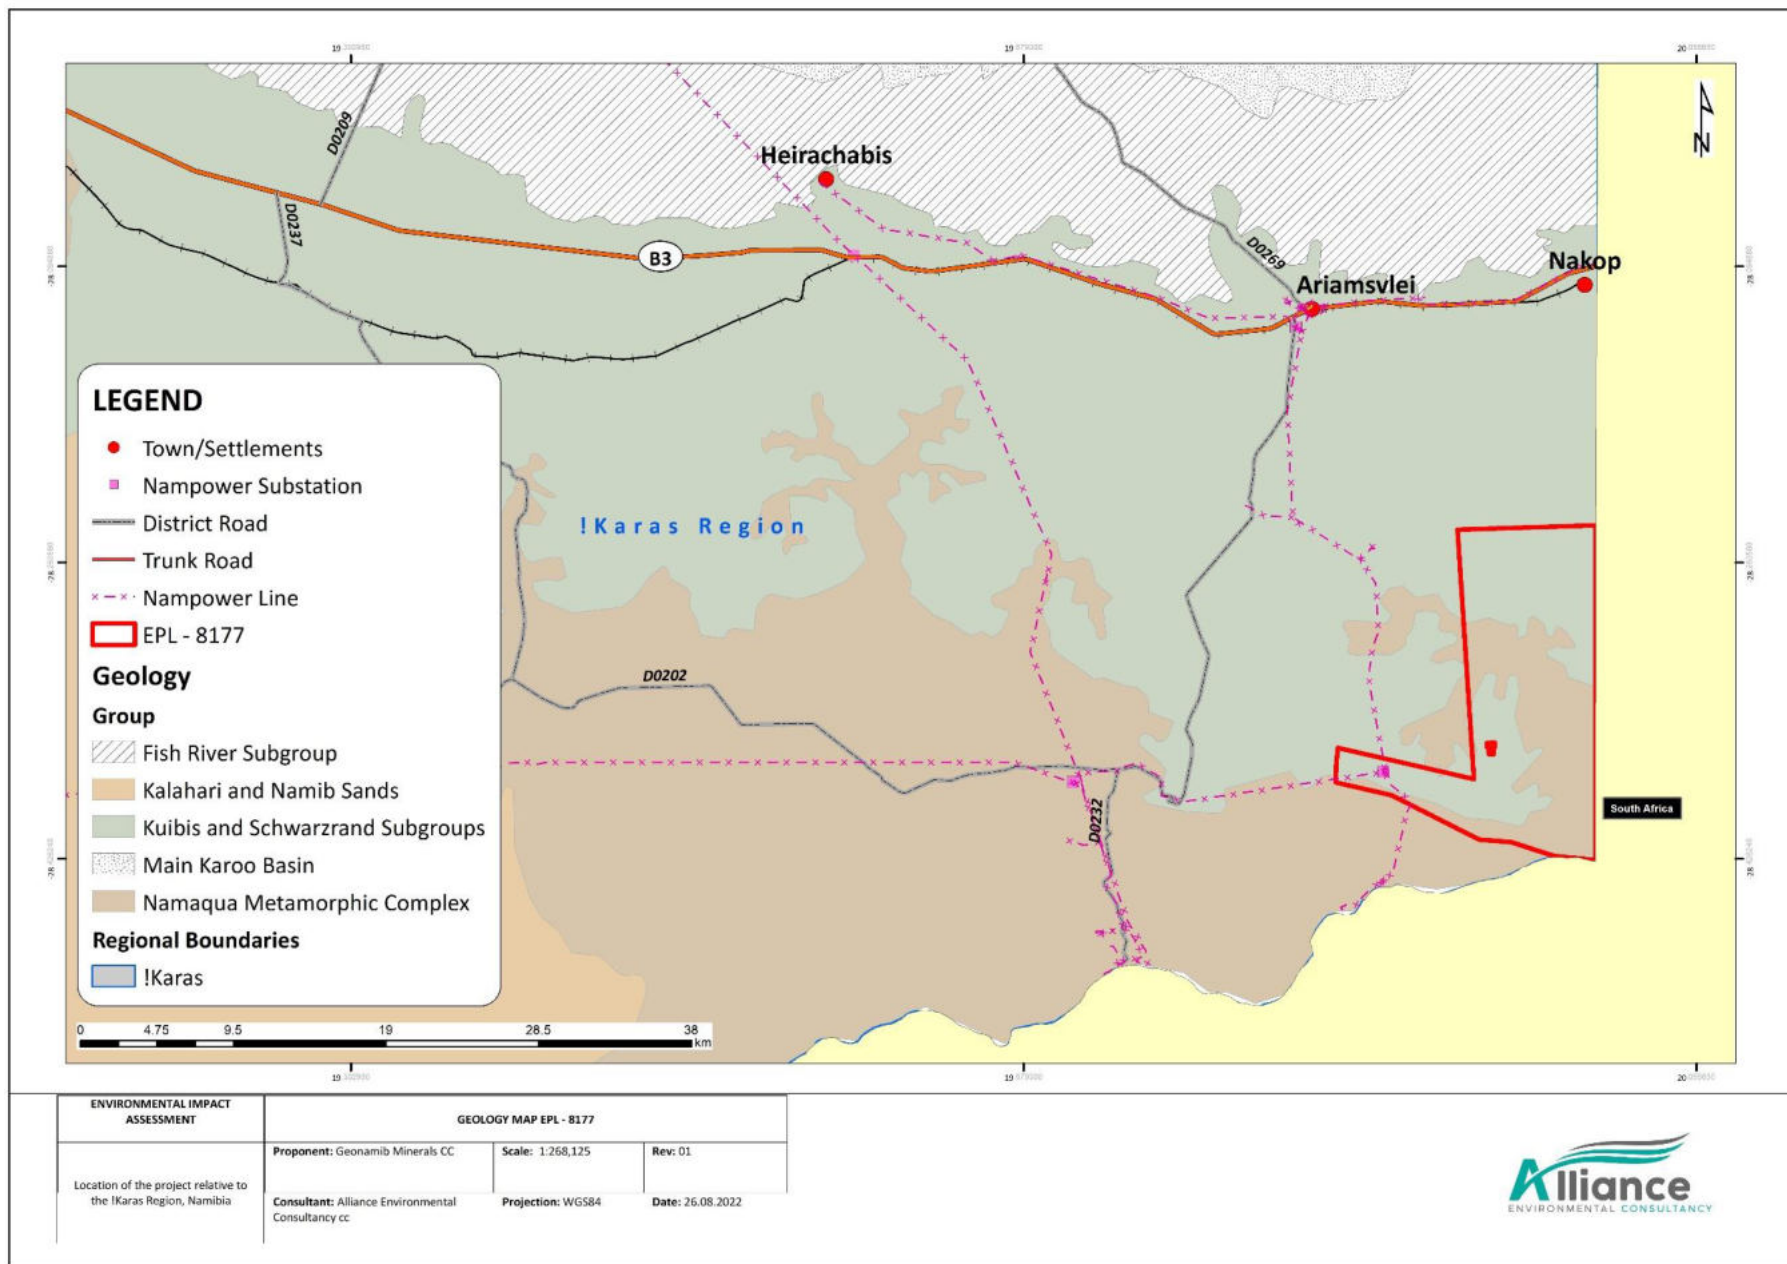 Heirachabis
Nakop
Ariamsvlei
B3
D0209
D0237
D0269
D0202
D0232
!Karas Region
South Africa
LEGEND
Town/Settlements
Nampower Substation
District Road
Trunk Road
Nampower Line
EPL - 8177
Geology
Group
Fish River Subgroup
Kalahari and Namib Sands
Kuibis and Schwarzrand Subgroups
Main Karoo Basin
Namaqua Metamorphic Complex
Regional Boundaries
!Karas
0 4.75 9.5 19 28.5 38
km
ENVIRONMENTAL IMPACT
ASSESSMENT
GEOLOGY MAP EPL - 8177
Proponent: Geonamib Minerals CC
Scale: 1:268,125
Rev: 01
Location of the project relative to
the !Karas Region, Namibia
Consultant: Alliance Environmental
Consultancy cc
Projection: WGS84
Date: 26.08.2022
Alliance
ENVIRONMENTAL CONSULTANCY
N